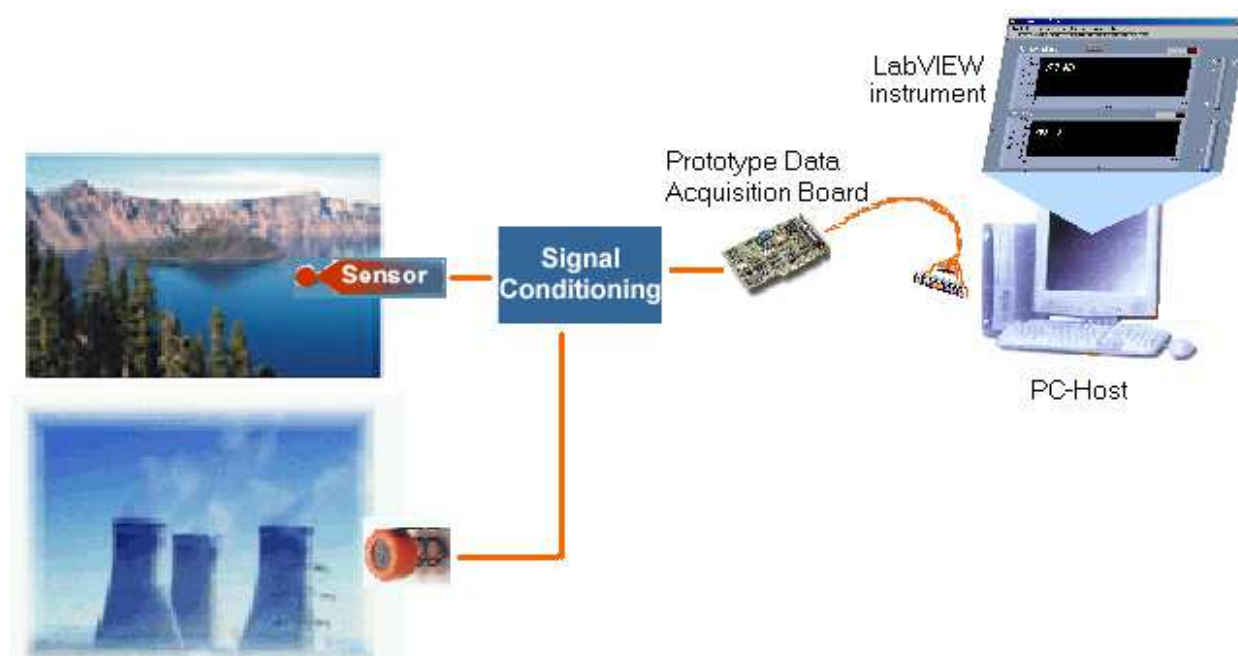 LabVIEW
instrument
Prototype Data
Acquisition Board
Sensor
Signal
Conditioning
PC-Host